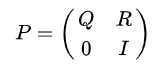 P = ( Q R
0 I )